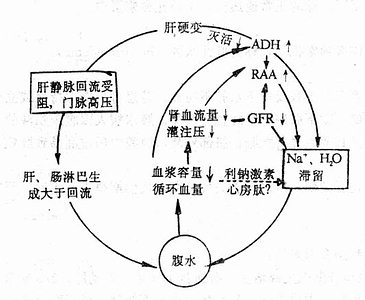 肝硬变
灭活↓
ADH↑
RAA↑
肝静脉回流受
阻，门脉高压
肾血流量↓
灌注压↓
GFR↓
肝、肠淋巴生
成大于回流
血浆容量↓
循环血量
利钠激素
心房肽?
Na⁺、H₂O
滞留
腹水